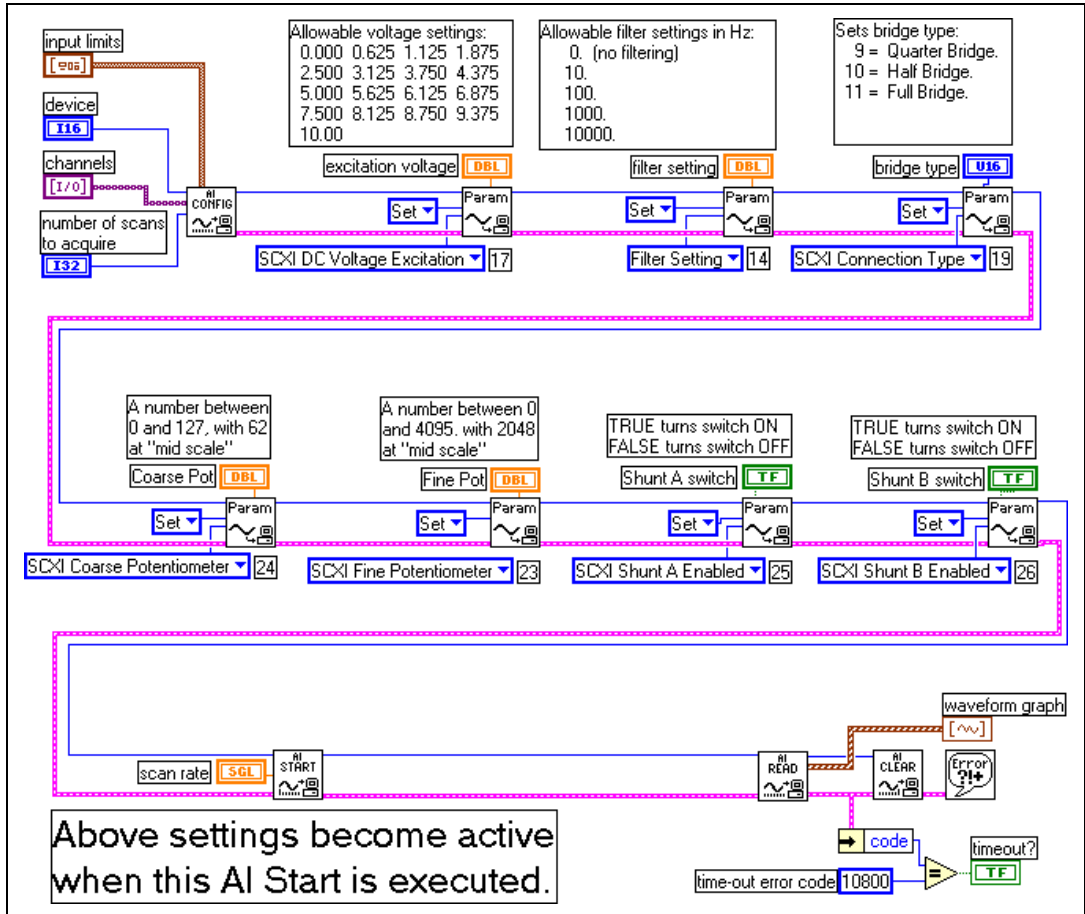 input limits
device
I16
channels
[I/O]
number of scans
to acquire
I32
AI
CONFIG
Allowable voltage settings:
0.000 0.625 1.125 1.875
2.500 3.125 3.750 4.375
5.000 5.625 6.125 6.875
7.500 8.125 8.750 9.375
10.00
excitation voltage
DBL
Param
Set
SCXI DC Voltage Excitation
17
Allowable filter settings in Hz:
0. (no filtering)
10.
100.
1000.
10000.
filter setting
DBL
Param
Set
Filter Setting
14
Sets bridge type:
9 = Quarter Bridge.
10 = Half Bridge.
11 = Full Bridge.
bridge type
U16
Param
Set
SCXI Connection Type
19
A number between
0 and 127, with 62
at "mid scale"
Coarse Pot
DBL
Param
Set
SCXI Coarse Potentiometer
24
A number between 0
and 4095. with 2048
at "mid scale"
Fine Pot
DBL
Param
Set
SCXI Fine Potentiometer
23
TRUE turns switch ON
FALSE turns switch OFF
Shunt A switch
TF
Param
Set
SCXI Shunt A Enabled
25
TRUE turns switch ON
FALSE turns switch OFF
Shunt B switch
TF
Param
Set
SCXI Shunt B Enabled
26
scan rate
SGL
AI
START
AI
READ
waveform graph
AI
CLEAR
Error
?!+
Above settings become active
when this AI Start is executed.
code
time-out error code
10800
=
timeout?
TF